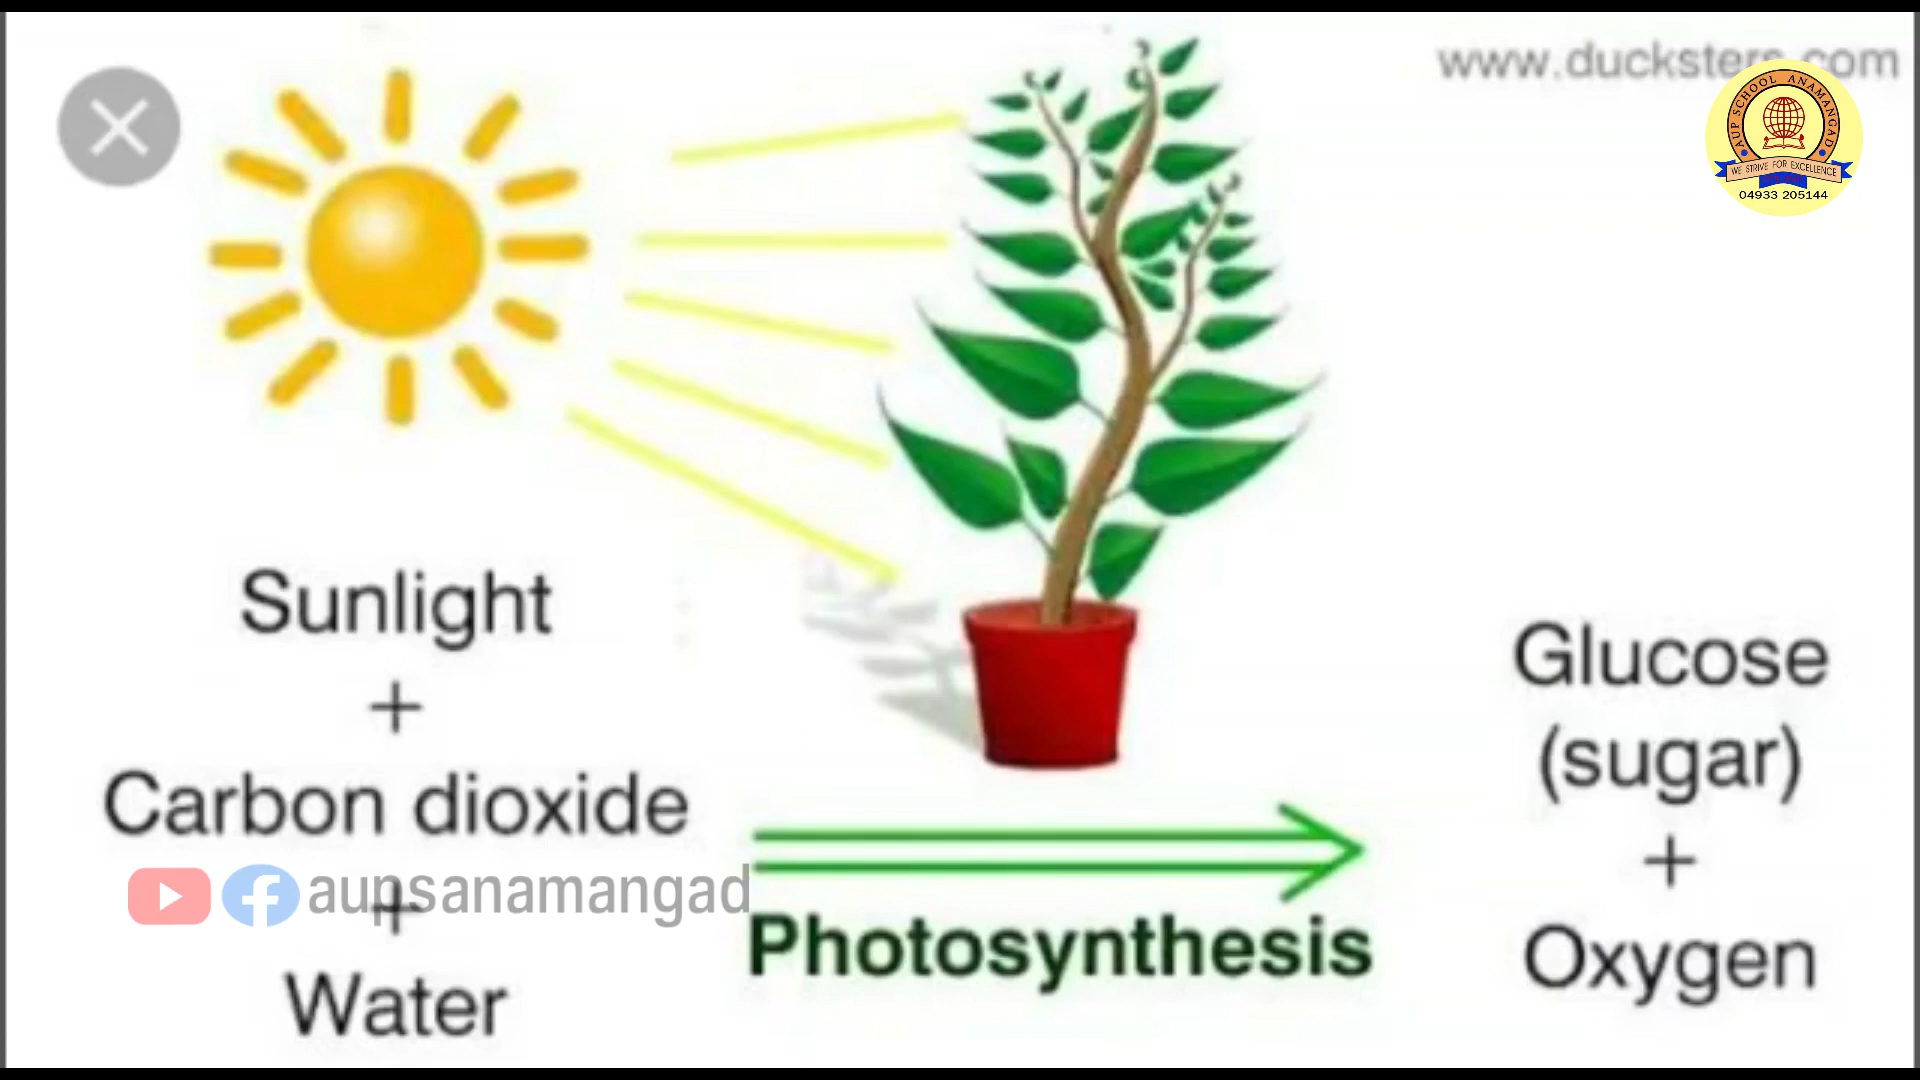 www.ducksters.com
AUP SCHOOL ANAMANGAD
WE STRIVE FOR EXCELLENCE
04933 205144
Sunlight
+
Carbon dioxide
+
Water
aupsanamangad
Photosynthesis
Glucose
(sugar)
+
Oxygen